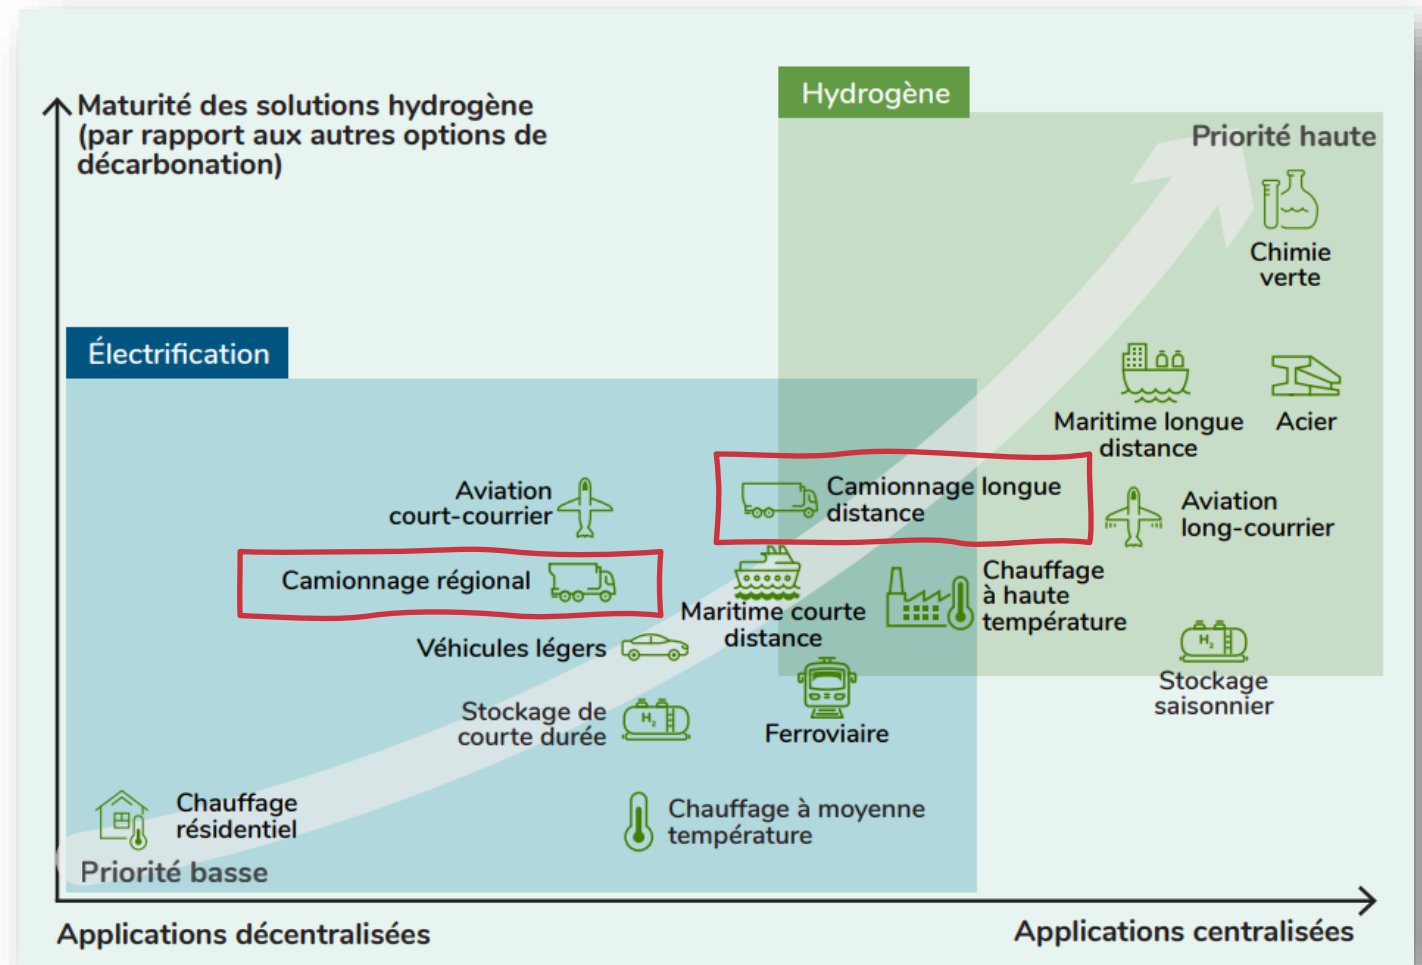 Maturité des solutions hydrogène
(par rapport aux autres options de
décarbonation)
Hydrogène
Priorité haute
Chimie
verte
Électrification
Maritime longue
distance
Acier
Aviation
court-courrier
Camionnage longue
distance
Aviation
long-courrier
Camionnage régional
Maritime courte
distance
Chauffage
à haute
température
Véhicules légers
H₂
Stockage
saisonnier
Stockage de
courte durée
H₂
Ferroviaire
Chauffage
résidentiel
Chauffage à moyenne
température
Priorité basse
Applications décentralisées
Applications centralisées